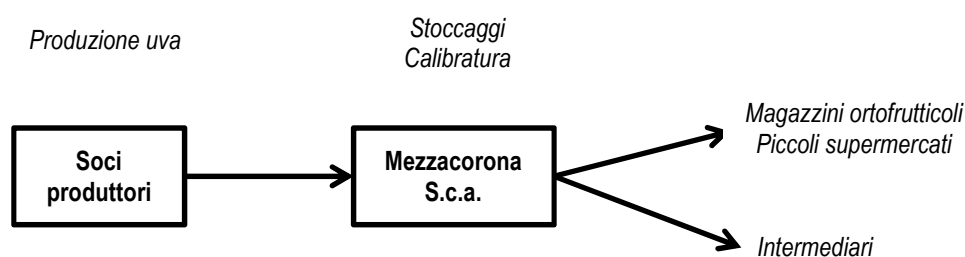 Produzione uva
Stoccaggi
Calibratura
Soci
produttori
Mezzacorona
S.c.a.
Magazzini ortofrutticoli
Piccoli supermercati
Intermediari